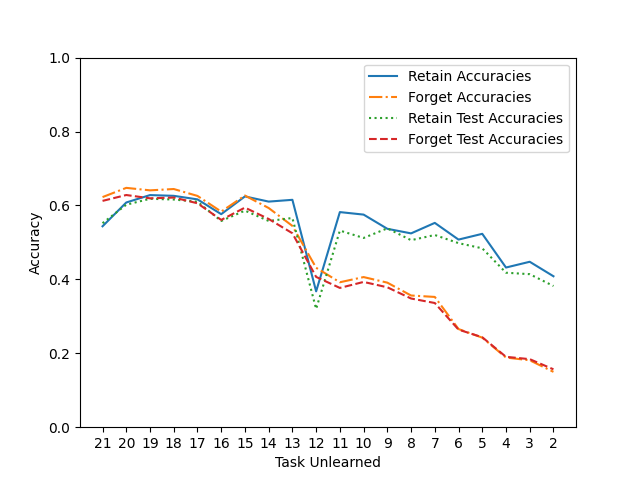 1.0
0.8
0.6
0.4
0.2
0.0
Accuracy
Retain Accuracies
Forget Accuracies
Retain Test Accuracies
Forget Test Accuracies
21 20 19 18 17 16 15 14 13 12 11 10 9 8 7 6 5 4 3 2
Task Unlearned